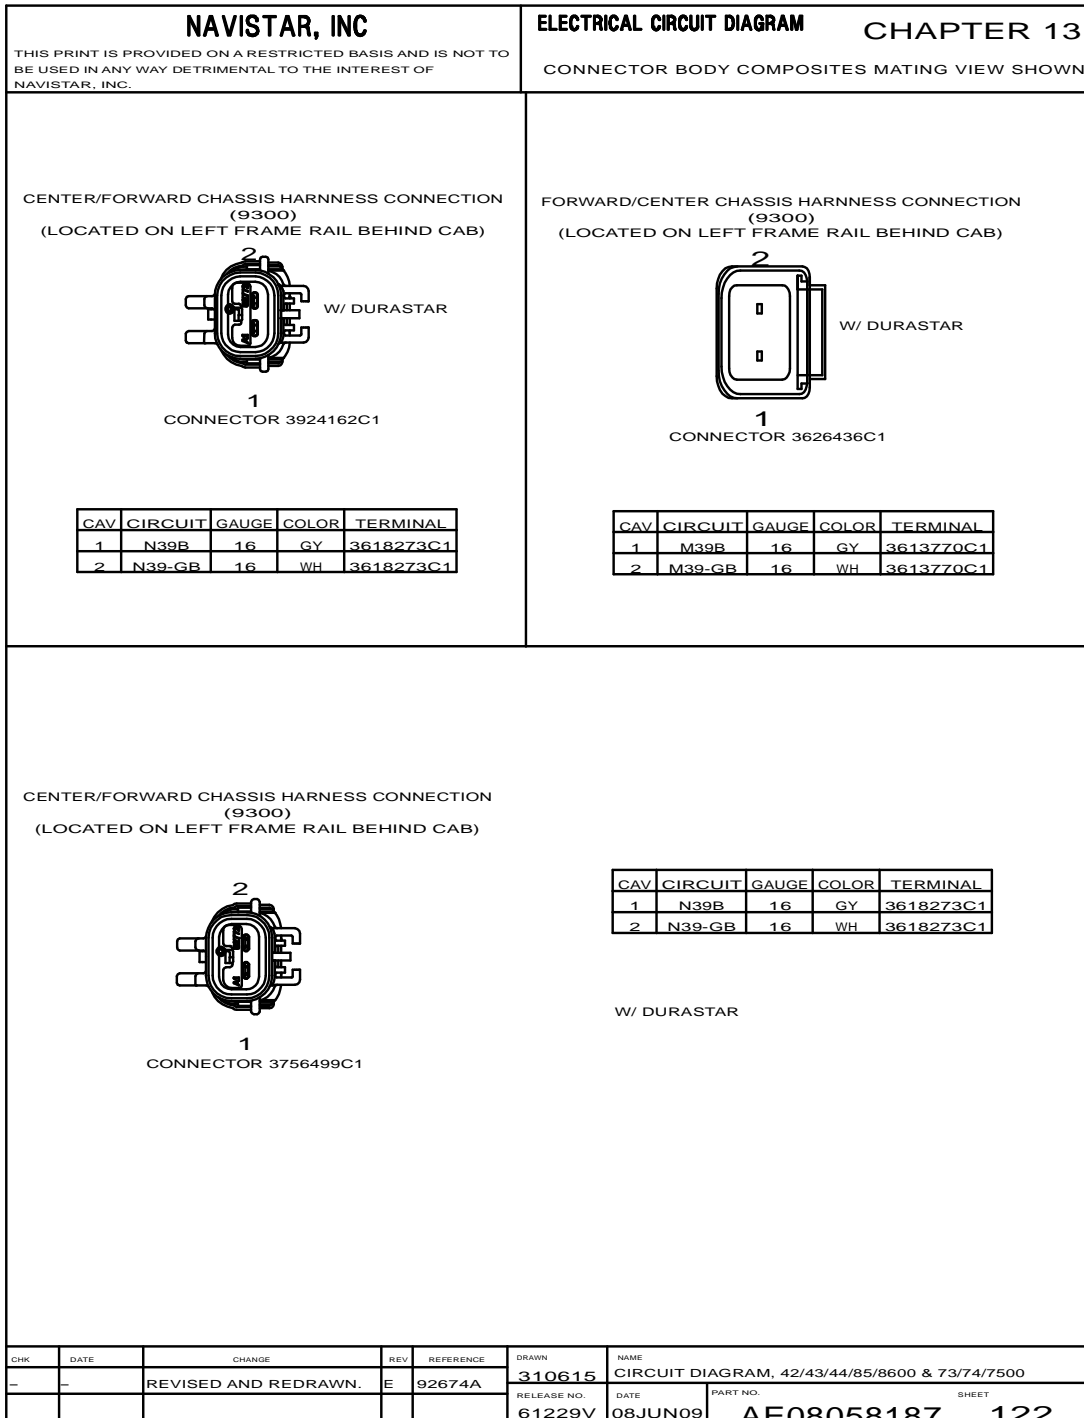 NAVISTAR, INC
THIS PRINT IS PROVIDED ON A RESTRICTED BASIS AND IS NOT TO
BE USED IN ANY WAY DETRIMENTAL TO THE INTEREST OF
NAVISTAR, INC.
ELECTRICAL CIRCUIT DIAGRAM CHAPTER 13
CONNECTOR BODY COMPOSITES MATING VIEW SHOWN
CENTER/FORWARD CHASSIS HARNNESS CONNECTION
(9300)
(LOCATED ON LEFT FRAME RAIL BEHIND CAB)
2
W/ DURASTAR
1
CONNECTOR 3924162C1
CAV CIRCUIT GAUGE COLOR TERMINAL
1 N39B 16 GY 3618273C1
2 N39-GB 16 WH 3618273C1
FORWARD/CENTER CHASSIS HARNNESS CONNECTION
(9300)
(LOCATED ON LEFT FRAME RAIL BEHIND CAB)
2
W/ DURASTAR
1
CONNECTOR 3626436C1
CAV CIRCUIT GAUGE COLOR TERMINAL
1 M39B 16 GY 3613770C1
2 M39-GB 16 WH 3613770C1
CENTER/FORWARD CHASSIS HARNESS CONNECTION
(9300)
(LOCATED ON LEFT FRAME RAIL BEHIND CAB)
2
1
CONNECTOR 3756499C1
CAV CIRCUIT GAUGE COLOR TERMINAL
1 N39B 16 GY 3618273C1
2 N39-GB 16 WH 3618273C1
W/ DURASTAR
CHK DATE CHANGE REV REFERENCE
– – REVISED AND REDRAWN. E 92674A
DRAWN
310615
NAME
CIRCUIT DIAGRAM, 42/43/44/85/8600 & 73/74/7500
RELEASE NO.
61229V
DATE
08JUN09
PART NO.
AE08058187
SHEET
122